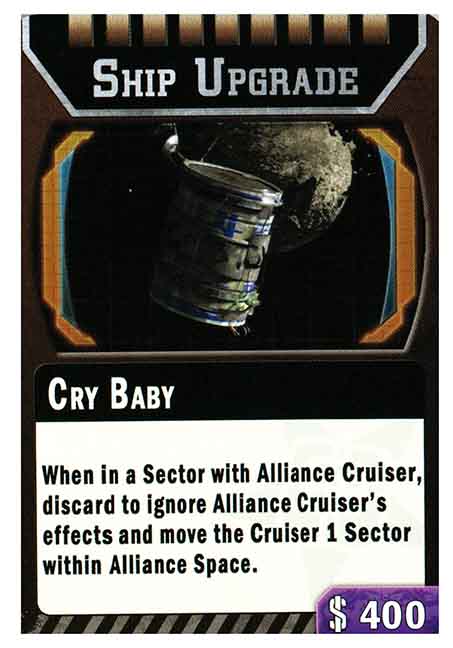 Ship Upgrade
Cry Baby
When in a Sector with Alliance Cruiser,
discard to ignore Alliance Cruiser's
effects and move the Cruiser 1 Sector
within Alliance Space.
$ 400